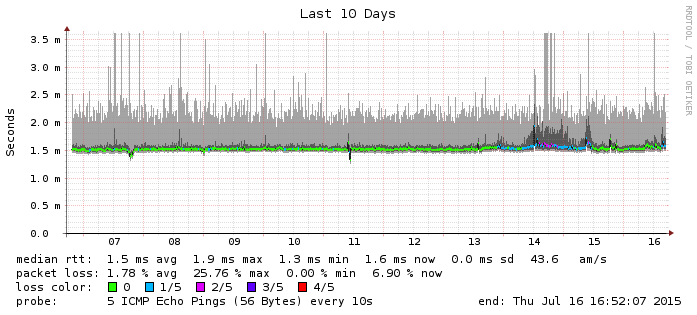 Last 10 Days
RRDTOOL / TOBI OETIKER
Seconds
3.5 m
3.0 m
2.5 m
2.0 m
1.5 m
1.0 m
0.5 m
0.0
07 08 09 10 11 12 13 14 15 16
median rtt: 1.5 ms avg 1.9 ms max 1.3 ms min 1.6 ms now 0.0 ms sd 43.6 am/s
packet loss: 1.78 % avg 25.76 % max 0.00 % min 6.90 % now
loss color: 0 1/5 2/5 3/5 4/5
probe: 5 ICMP Echo Pings (56 Bytes) every 10s end: Thu Jul 16 16:52:07 2015